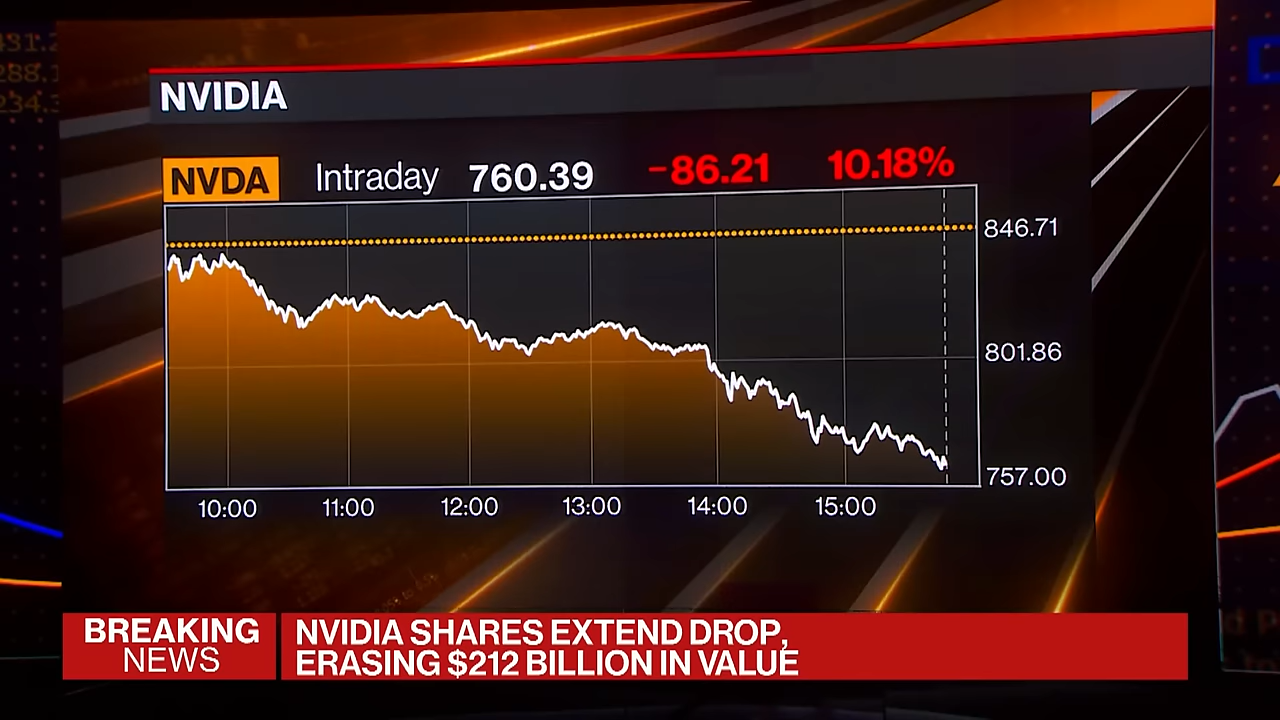 NVIDIA
NVDA Intraday 760.39 -86.21 10.18%
846.71
801.86
757.00
10:00 11:00 12:00 13:00 14:00 15:00
BREAKING
NEWS
NVIDIA SHARES EXTEND DROP,
ERASING $212 BILLION IN VALUE